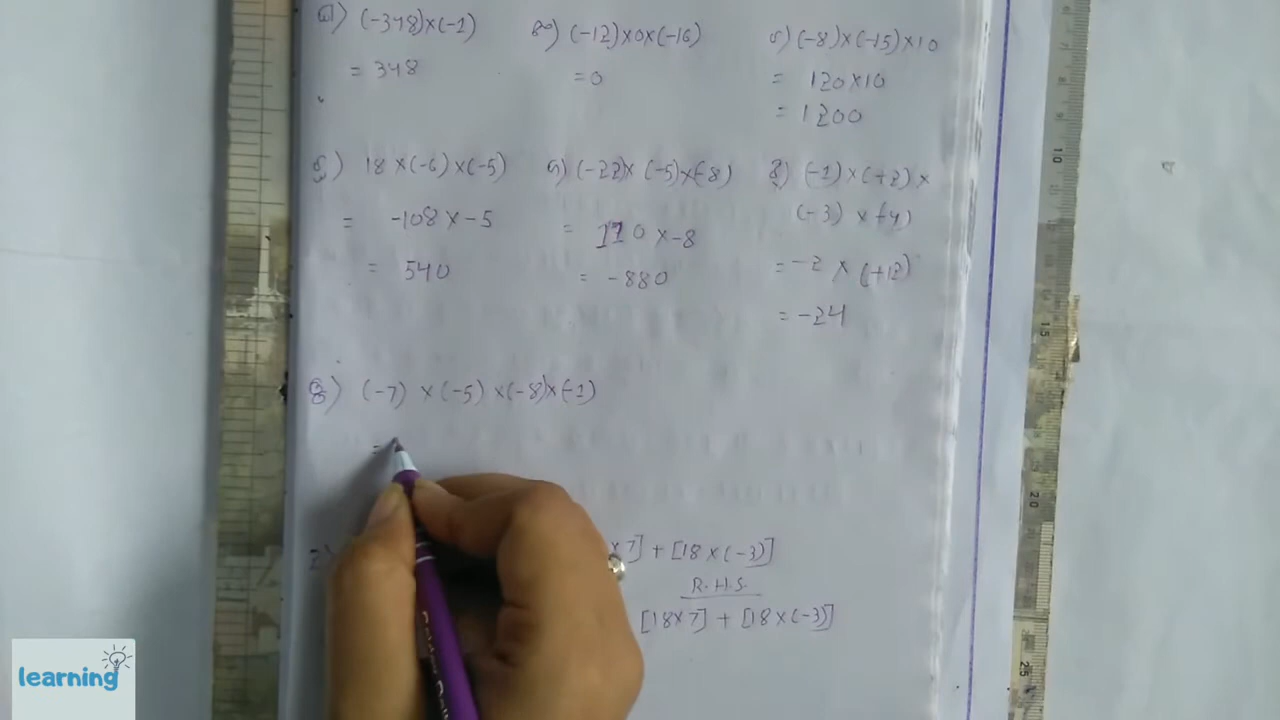 (-348)×(-1)
= 348
(-12)×0×(-16)
=0
(-8)×(-15)×10
= 120×10
= 1200
18 ×(-6) ×(-5)
= -108 × -5
= 540
(-22)× (-5)×(-8)
= 110 × -8
= -880
(-1) × (+2) ×
(-3) ×
= -2 × (+12)
= -24
(-7) × (-5) ×(-8)×(-1)
=
×7] + [18 × (-3)]
R.H.S.
[18×7] + [18 × (-3)]
learning